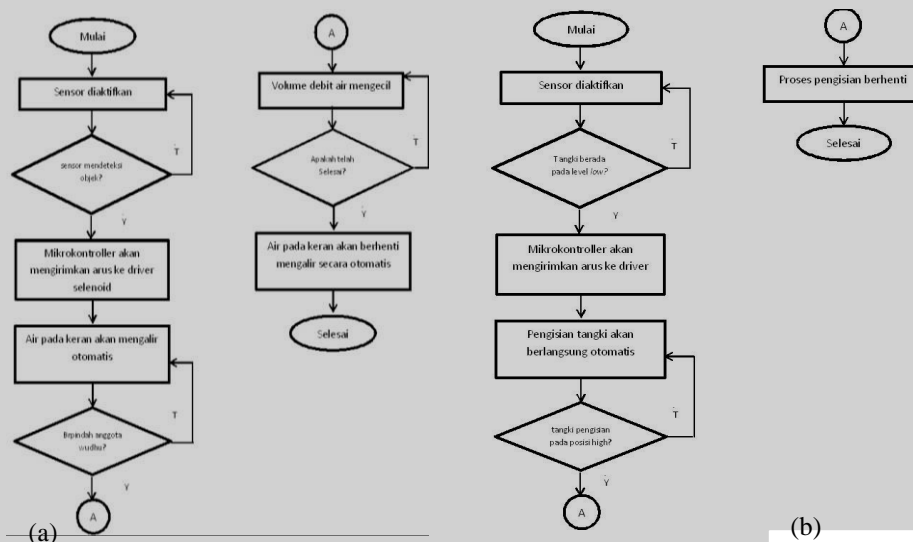 Mulai
Sensor diaktifkan
sensor mendeteksi
objek?
T
Y
Mikrokontroller akan
mengirimkan arus ke driver
selenoid
Air pada keran akan mengalir
otomatis
Bepindah anggota
wudhu?
T
Y
A
(a)
A
Volume debit air mengecil
Apakah telah
Selesai?
T
Y
Air pada keran akan berhenti
mengalir secara otomatis
Selesai
Mulai
Sensor diaktifkan
Tangki berada
pada level low?
T
Y
Mikrokontroller akan
mengirimkan arus ke driver
Pengisian tangki akan
berlangsung otomatis
tangki pengisian
pada posisi high?
T
Y
A
A
Proses pengisian berhenti
Selesai
(b)